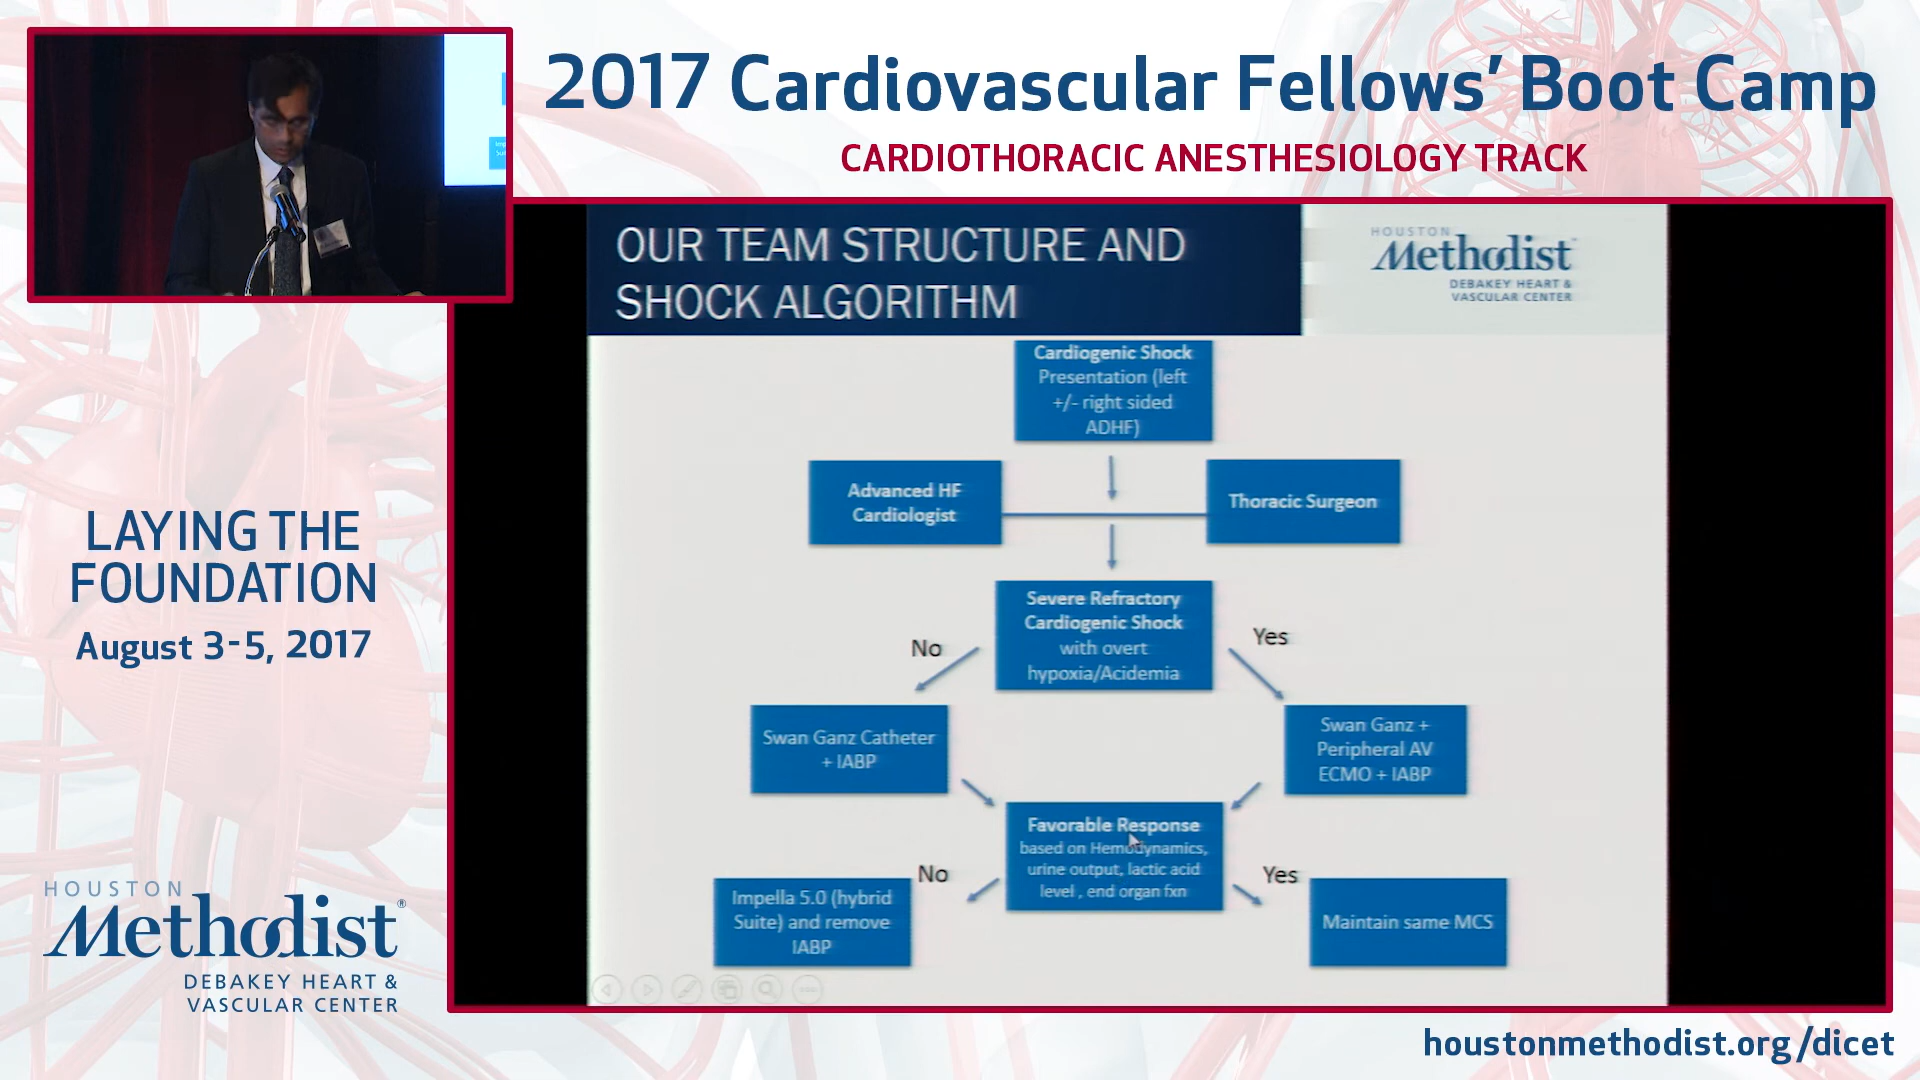 2017 Cardiovascular Fellows' Boot Camp
CARDIOTHORACIC ANESTHESIOLOGY TRACK
OUR TEAM STRUCTURE AND
SHOCK ALGORITHM
HOUSTON
Methodist
DEBAKEY HEART &
VASCULAR CENTER
Cardiogenic Shock
Presentation (left
+/- right sided
ADHF)
Advanced HF
Cardiologist
Thoracic Surgeon
Severe Refractory
Cardiogenic Shock
with overt
hypoxia/Acidemia
No
Yes
Swan Ganz Catheter
+ IABP
Swan Ganz +
Peripheral AV
ECMO + IABP
Favorable Response
based on Hemodynamics,
urine output, lactic acid
level , end organ fxn
No
Yes
Impella 5.0 (hybrid
Suite) and remove
IABP
Maintain same MCS
LAYING THE
FOUNDATION
August 3-5, 2017
HOUSTON
Methodist®
DEBAKEY HEART &
VASCULAR CENTER
houstonmethodist.org/dicet